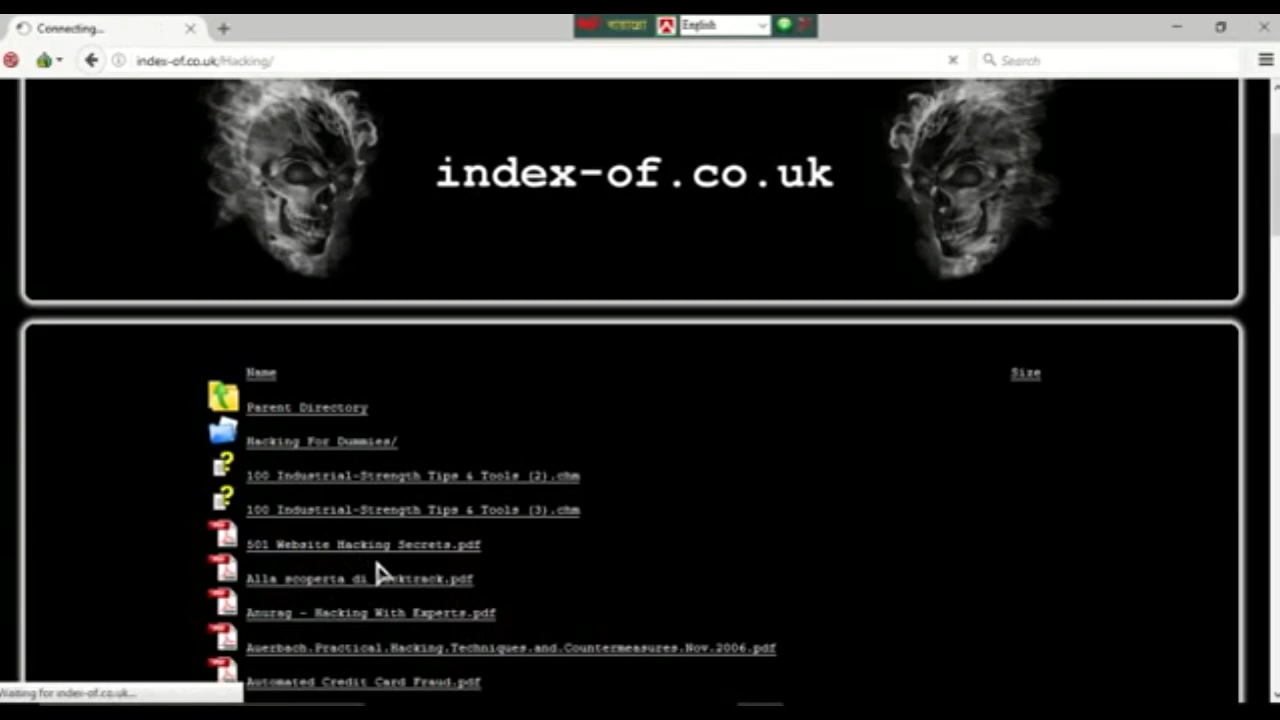 Connecting...
English
index-of.co.uk/Hacking/
Search
index-of.co.uk
Name Size
Parent Directory
Hacking For Dummies/
100 Industrial-Strength Tips & Tools (2).chm
100 Industrial-Strength Tips & Tools (3).chm
501 Website Hacking Secrets.pdf
Alla scoperta di
Anurag - Hacking With Experts.pdf
Auerbach.Practical.Hacking.Techniques.and.Countermeasures.Nov.2006.pdf
Automated Credit Card Fraud.pdf
Waiting for index-of.co.uk...